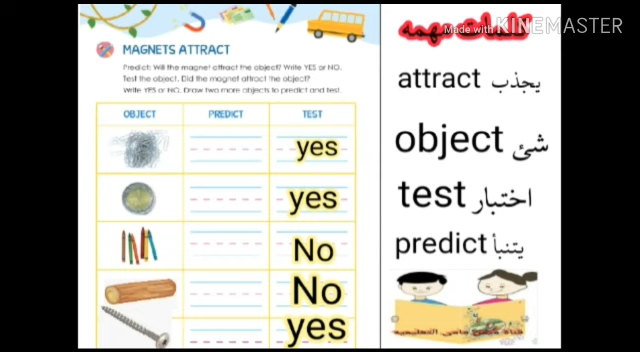 MAGNETS ATTRACT
Predict: Will the magnet attract the object? Write YES or NO.
Test the object. Did the magnet attract the object?
Write YES or NO. Draw two more objects to predict and test.
OBJECT PREDICT TEST
yes
yes
No
No
yes
كلمات مهمه
Made with KINEMASTER
attract يجذب
object شئ
test اختبار
predict يتنبأ